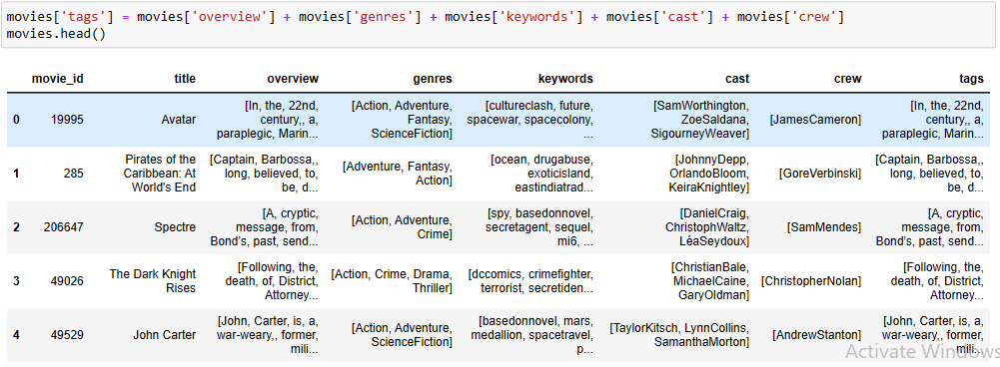 movies['tags'] = movies['overview'] + movies['genres'] + movies['keywords'] + movies['cast'] + movies['crew']
movies.head()
movie_id title overview genres keywords cast crew tags
0 19995 Avatar [In, the, 22nd, century,, a, paraplegic, Marin... [Action, Adventure, Fantasy, ScienceFiction] [cultureclash, future, spacewar, spacecolony, ... [SamWorthington, ZoeSaldana, SigourneyWeaver] [JamesCameron] [In, the, 22nd, century,, a, paraplegic, Marin...
1 285 Pirates of the Caribbean: At World's End [Captain, Barbossa,, long, believed, to, be, d... [Adventure, Fantasy, Action] [ocean, drugabuse, exoticisland, eastindiatrad... [JohnnyDepp, OrlandoBloom, KeiraKnightley] [GoreVerbinski] [Captain, Barbossa,, long, believed, to, be, d...
2 206647 Spectre [A, cryptic, message, from, Bond’s, past, send... [Action, Adventure, Crime] [spy, basedonnovel, secretagent, sequel, mi6, ... [DanielCraig, ChristophWaltz, LéaSeydoux] [SamMendes] [A, cryptic, message, from, Bond’s, past, send...
3 49026 The Dark Knight Rises [Following, the, death, of, District, Attorney... [Action, Crime, Drama, Thriller] [dccomics, crimefighter, terrorist, secretiden... [ChristianBale, MichaelCaine, GaryOldman] [ChristopherNolan] [Following, the, death, of, District, Attorney...
4 49529 John Carter [John, Carter, is, a, war-weary,, former, mili... [Action, Adventure, ScienceFiction] [basedonnovel, mars, medallion, spacetravel, p... [TaylorKitsch, LynnCollins, SamanthaMorton] [AndrewStanton] [John, Carter, is, a, war-weary,, former, mili...
Activate Windows